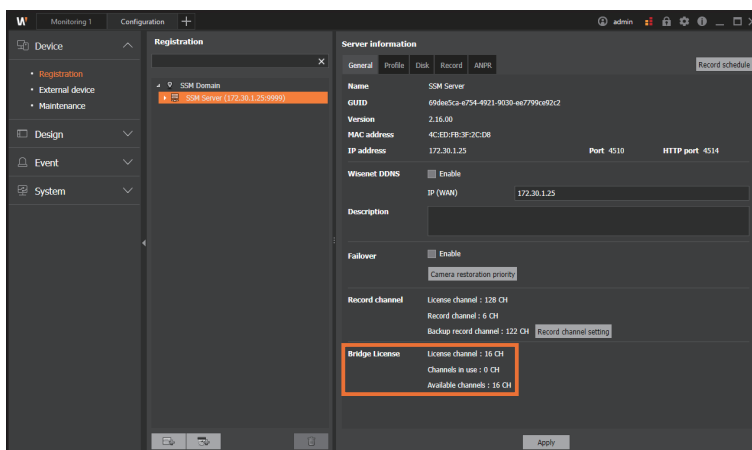 W Monitoring 1 Configuration + admin
Device
Registration
External device
Maintenance
Design
Event
System
Registration
SSM Domain
SSM Server (172.30.1.25:9999)
Server information
General Profile Disk Record ANPR Record schedule
Name SSM Server
GUID 69dee5ca-e754-4921-9030-ee7799ce92c2
Version 2.16.00
MAC address 4C:ED:FB:3F:2C:D8
IP address 172.30.1.25 Port 4510 HTTP port 4514
Wisenet DDNS Enable
IP (WAN) 172.30.1.25
Description
Failover Enable
Camera restoration priority
Record channel License channel : 128 CH
Record channel : 6 CH
Backup record channel : 122 CH Record channel setting
Bridge License License channel : 16 CH
Channels in use : 0 CH
Available channels : 16 CH
Apply